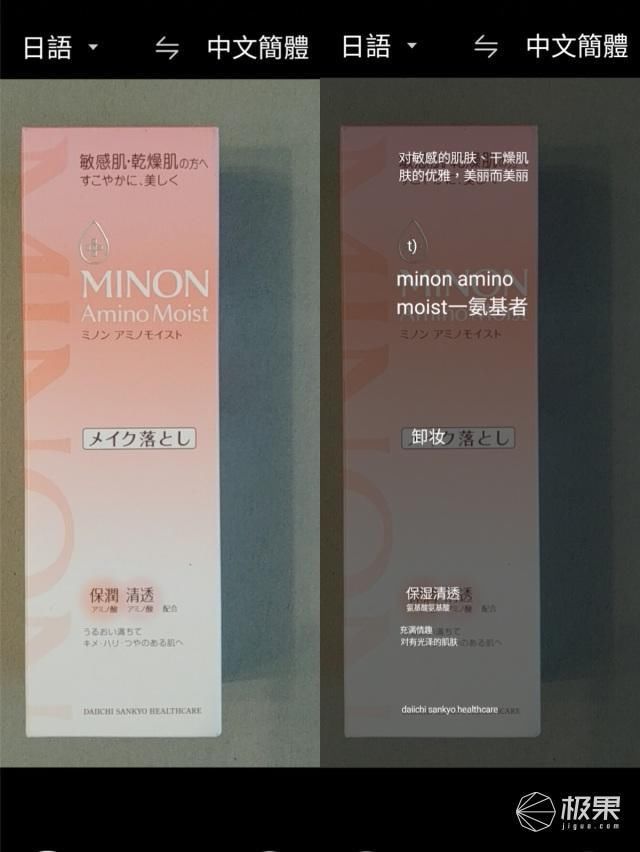 日語
中文簡體
敏感肌・乾燥肌の方へ
すこやかに、美しく
MINON
Amino Moist
ミノン アミノモイスト
メイク落とし
保潤 清透
アミノ酸 アミノ酸 配合
うるおい満ちて
キメ・ハリ・つやのある肌へ
DAIICHI SANKYO HEALTHCARE
日語
中文簡體
对敏感的肌肤、干燥肌
肤的优雅，美丽而美丽
t)
minon amino
moist一氨基者
ミノン アミノモイスト
卸妆
保湿清透
氨基酸氨基酸
充满情趣
对有光泽的肌肤
daiichi sankyo healthcare
极果
jiguo.com